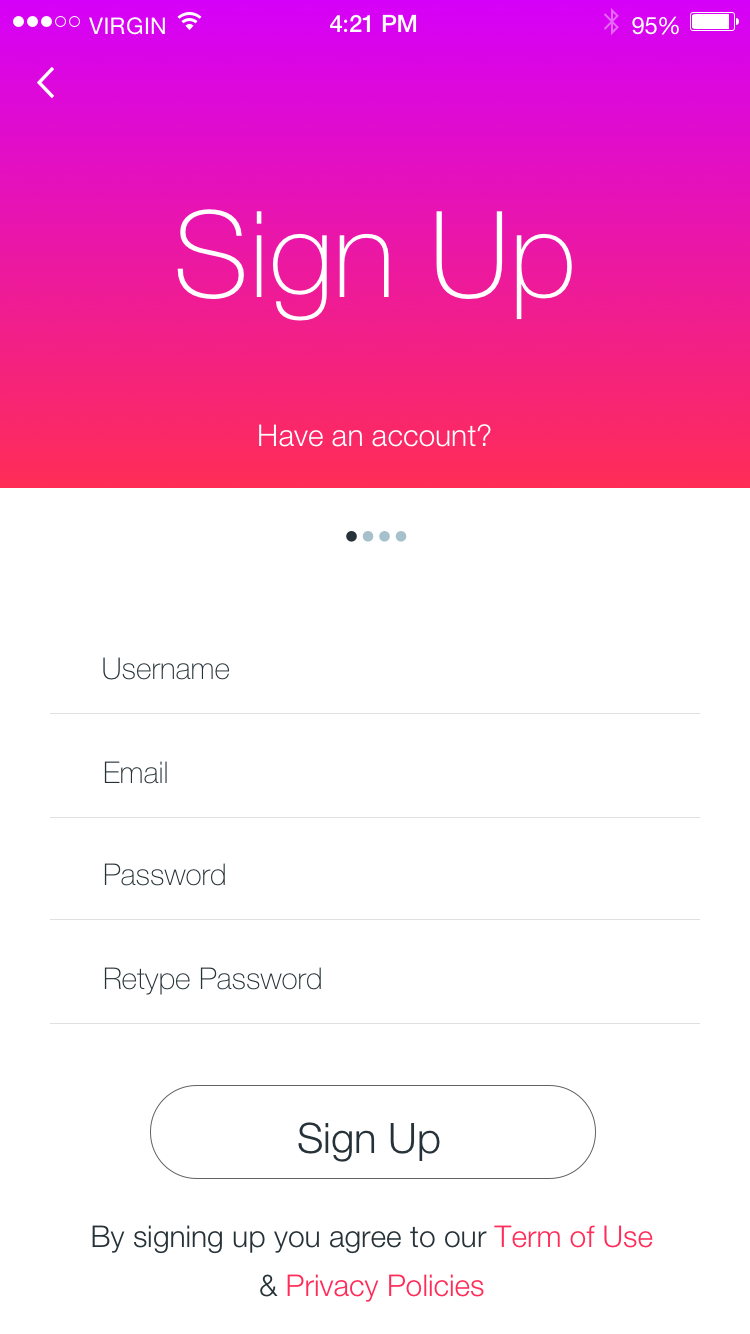 VIRGIN 4:21 PM 95%
Sign Up
Have an account?
Username
Email
Password
Retype Password
Sign Up
By signing up you agree to our Term of Use
& Privacy Policies